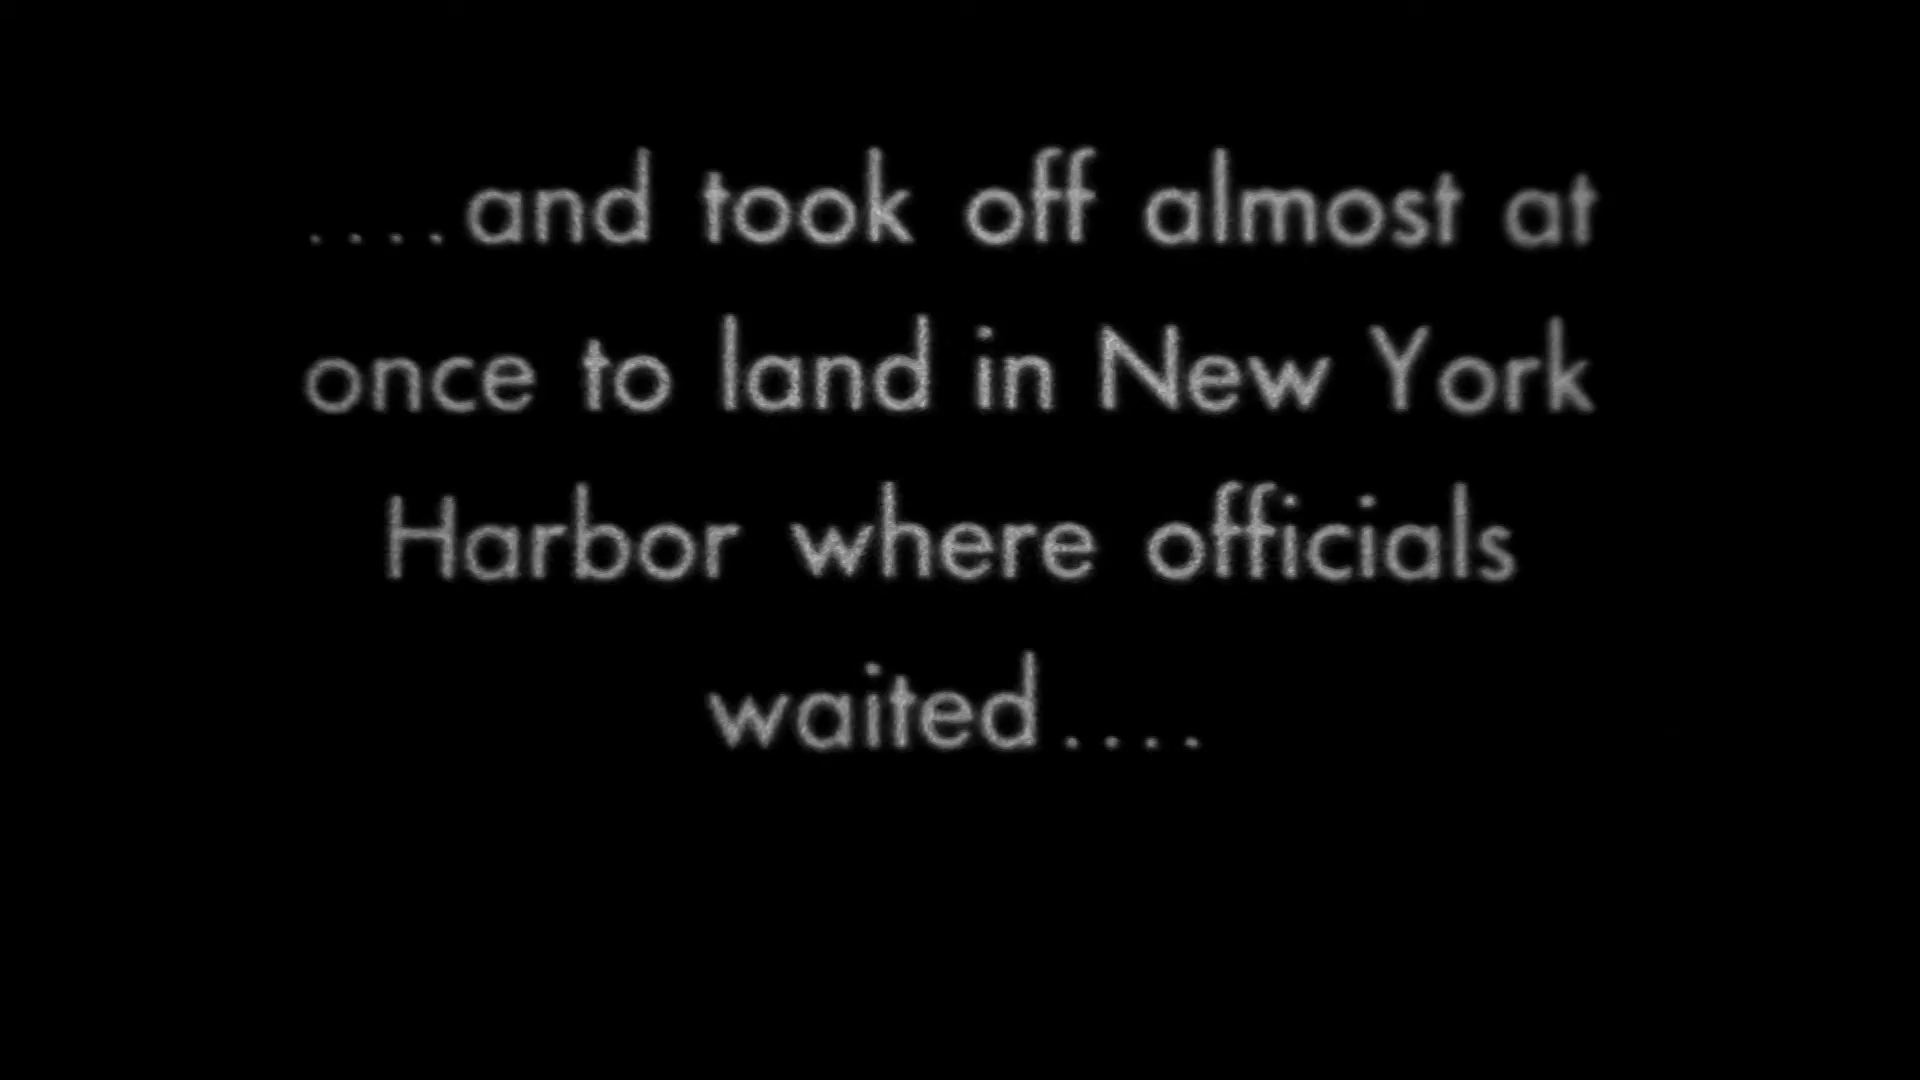 ....and took off almost at
once to land in New York
Harbor where officials
waited....